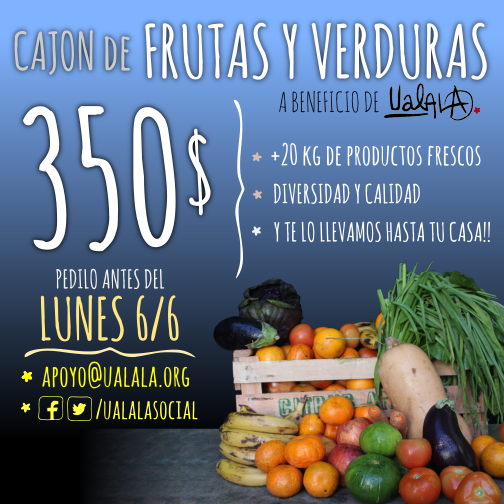 CAJON DE FRUTAS Y VERDURAS
A BENEFICIO DE UALALA
350$
+20 KG DE PRODUCTOS FRESCOS
DIVERSIDAD Y CALIDAD
Y TE LO LLEVAMOS HASTA TU CASA!!
PEDILO ANTES DEL
LUNES 6/6
APOYO@UALALA.ORG
/UALALASOCIAL